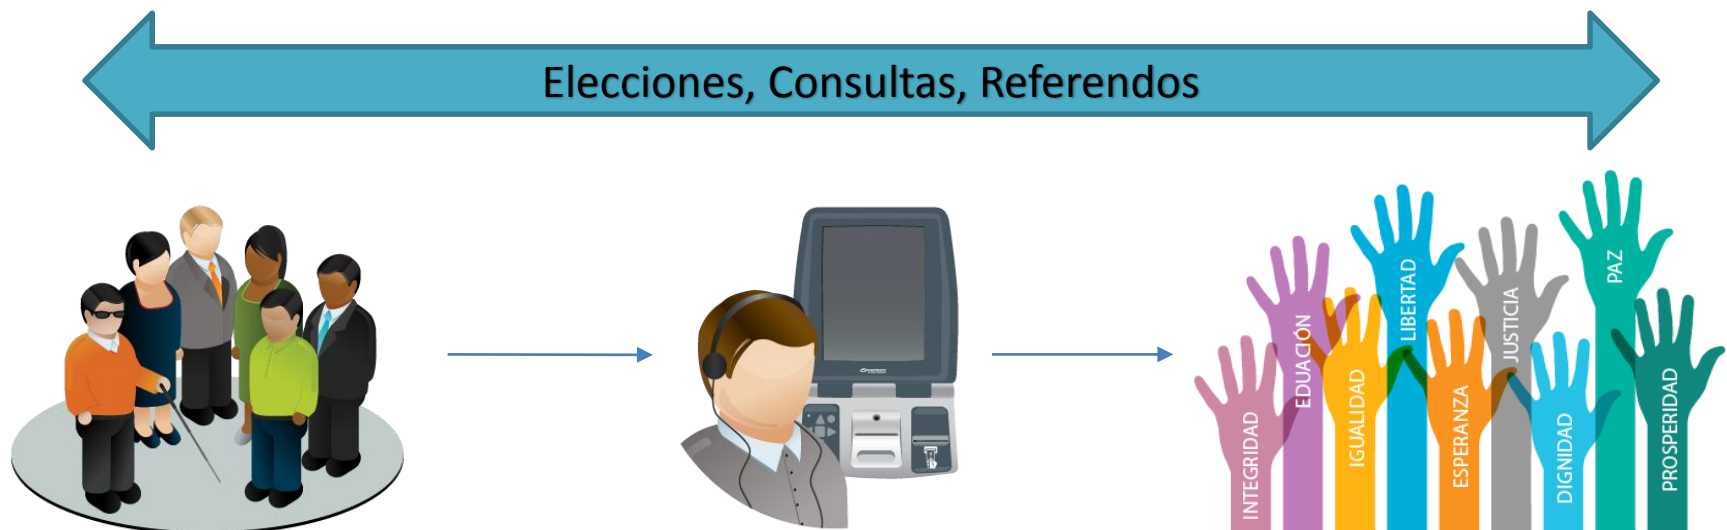 Elecciones, Consultas, Referendos
INTEGRIDAD
EDUACIÓN
IGUALIDAD
LIBERTAD
ESPERANZA
JUSTICIA
DIGNIDAD
PAZ
PROSPERIDAD